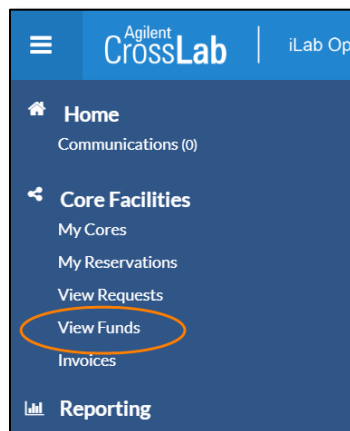 Agilent
CrossLab
iLab Op
Home
Communications (0)
Core Facilities
My Cores
My Reservations
View Requests
View Funds
Invoices
Reporting